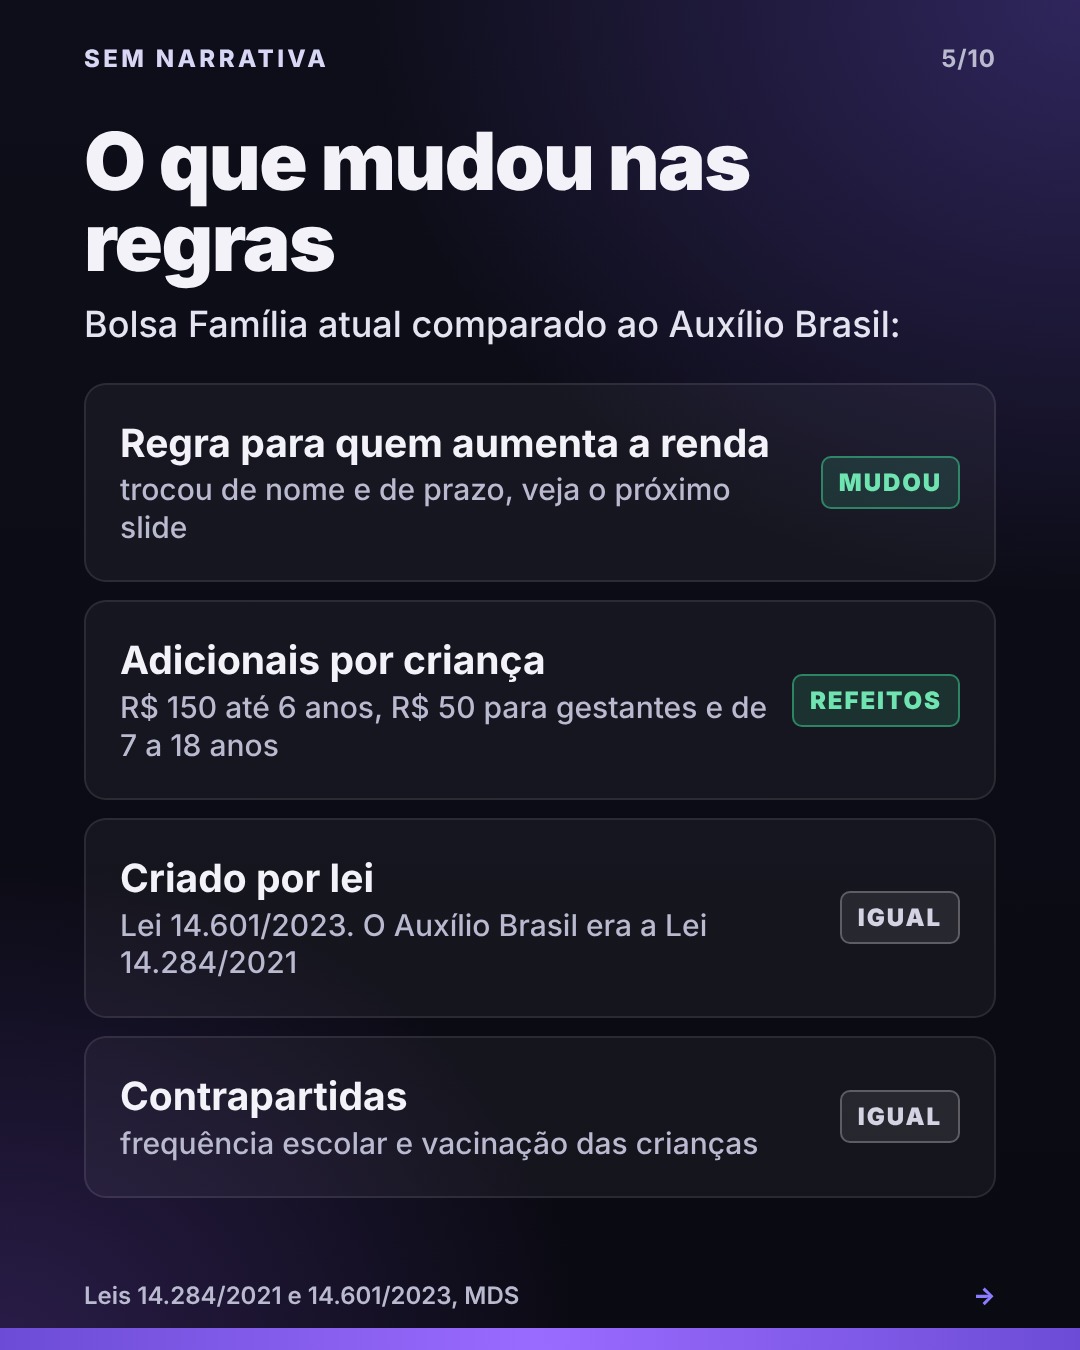 SEM NARRATIVA
5/10
O que mudou nas
regras
Bolsa Família atual comparado ao Auxílio Brasil:
Regra para quem aumenta a renda
trocou de nome e de prazo, veja o próximo
slide
MUDOU
Adicionais por criança
R$ 150 até 6 anos, R$ 50 para gestantes e de
7 a 18 anos
REFEITOS
Criado por lei
Lei 14.601/2023. O Auxílio Brasil era a Lei
14.284/2021
IGUAL
Contrapartidas
frequência escolar e vacinação das crianças
IGUAL
Leis 14.284/2021 e 14.601/2023, MDS
→